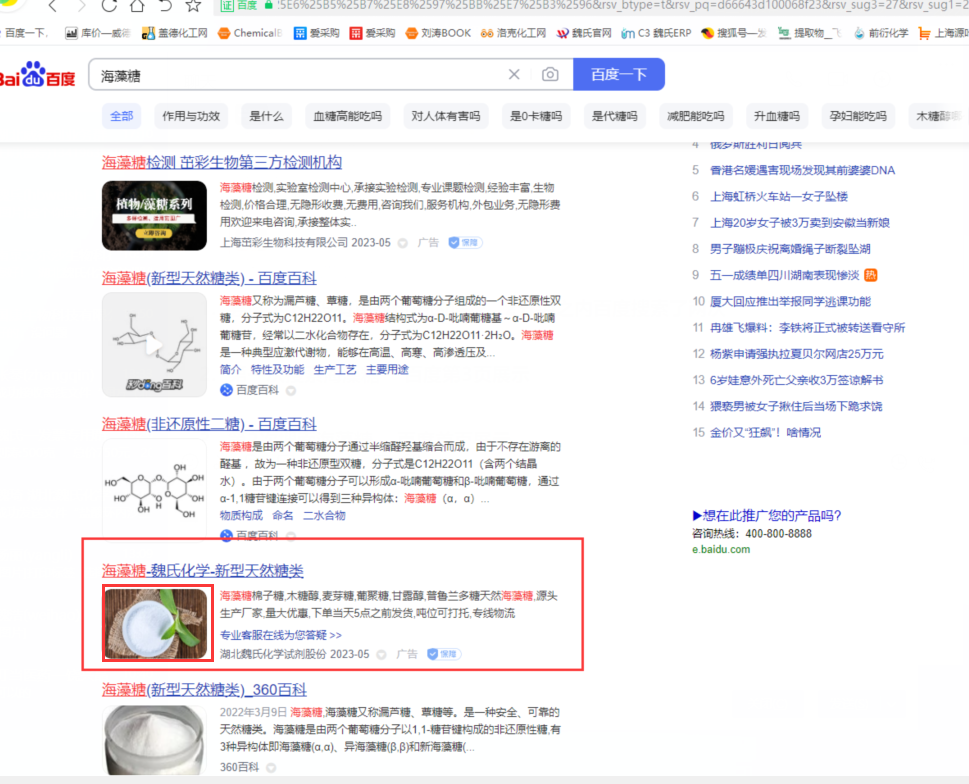 证 百度 '5E6%25B5%25B7%25E8%2597%25BB%25E7%25B3%2596&rsv_btype=t&rsv_pq=d66643d100068f23&rsv_sug3=27&rsv_sug1=2
百度一下, 库价—威 盖德化工网 Chemical 爱采购 爱采购 刘涛BOOK 洛克化工网 魏氏官网 C3 魏氏ERP 搜狐号 提取物_ 前衍化学 上海源
Bai du 百度 海藻糖 百度一下
全部 作用与功效 是什么 血糖高能吃吗 对人体有害吗 是0卡糖吗 是代糖吗 减肥能吃吗 升血糖吗 孕妇能吃吗 木糖醇
海藻糖检测 茁彩生物第三方检测机构
植物/藻糖系列
海藻糖检测,实验室检测中心,承接实验检测,专业课题检测,经验丰富,生物
检测,价格合理,无隐形收费,无费用,咨询我们,服务机构,外包业务,无隐形费
用欢迎来电咨询,承接整体实..
上海茁彩生物科技有限公司 2023-05 广告 保障
海藻糖(新型天然糖类) - 百度百科
秒dong百科
海藻糖又称为漏芦糖、蕈糖，是由两个葡萄糖分子组成的一个非还原性双
糖，分子式为C12H22O11。海藻糖结构式为α-D-吡喃葡糖基～α-D-吡喃
葡糖苷，经常以二水化合物存在，分子式为C12H22O11·2H₂O。海藻糖
是一种典型应激代谢物，能够在高温、高寒、高渗透压及...
简介 特性及功能 生产工艺 主要用途
百度百科
海藻糖(非还原性二糖) - 百度百科
海藻糖是由两个葡萄糖分子通过半缩醛羟基缩合而成，由于不存在游离的
醛基，故为一种非还原型双糖，分子式是C12H22O11（含两个结晶
水）。由于两个葡萄糖分子可以形成α-吡喃葡萄糖和β-吡喃葡萄糖，通过
α-1,1糖苷键连接可以得到三种异构体：海藻糖（α，α）...
物质构成 命名 二水合物
百度百科
海藻糖-魏氏化学-新型天然糖类
海藻糖棉子糖,木糖醇,麦芽糖,葡聚糖,甘露醇,普鲁兰多糖天然海藻糖,源头
生产厂家,量大优惠,下单当天5点之前发货,吨位可打托,专线物流
专业客服在线为您答疑 >>
湖北魏氏化学试剂股份 2023-05 广告 保障
海藻糖(新型天然糖类)_360百科
2022年3月9日 海藻糖,海藻糖又称漏芦糖、蕈糖等。是一种安全、可靠的
天然糖类。海藻糖是由两个葡萄糖分子以1,1-糖苷键构成的非还原性糖,有
3种异构体即海藻糖(α,α)、异海藻糖(β,β)和新海藻糖(...
360百科
4 俄罗斯胜利日阅兵
5 香港名媛遇害现场发现其前婆婆DNA
6 上海虹桥火车站一女子坠楼
7 上海20岁女子被3万卖到安徽当新娘
8 男子蹦极庆祝离婚绳子断裂坠湖
9 五一成绩单四川湖南表现惨淡 热
10 厦大回应推出举报同学逃课功能
11 冉雄飞爆料：李铁将正式被转送看守所
12 杨紫申请强执拉夏贝尔网店25万元
13 6岁娃意外死亡父亲收3万签谅解书
14 猥亵男被女子揪住后当场下跪求饶
15 金价又“狂飙”！啥情况
▶想在此推广您的产品吗?
咨询热线：400-800-8888
e.baidu.com